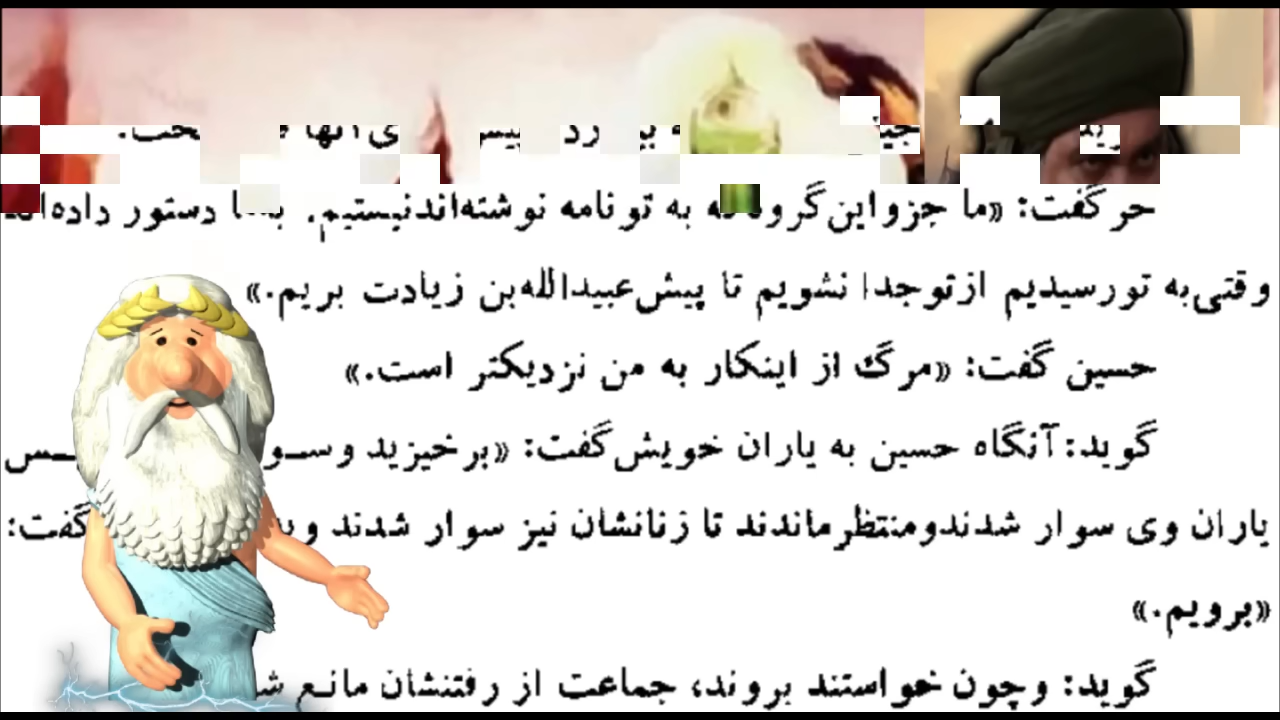 حر گفت: «ما جزو این گروه که به تو نامه نوشته‌اند نیستیم. به ما دستور داده‌اند
وقتی به تو رسیدیم از تو جدا نشویم تا پیش عبیدالله بن زیادت بریم.»
حسین گفت: «مرگ از اینکار به من نزدیکتر است.»
گوید: آنگاه حسین به یاران خویش گفت: «برخیزید و
یاران وی سوار شدند و منتظر ماندند تا زنانشان نیز سوار شدند گفت:
«برویم.»
گوید: و چون خواستند بروند، جماعت از رفتنشان مانع